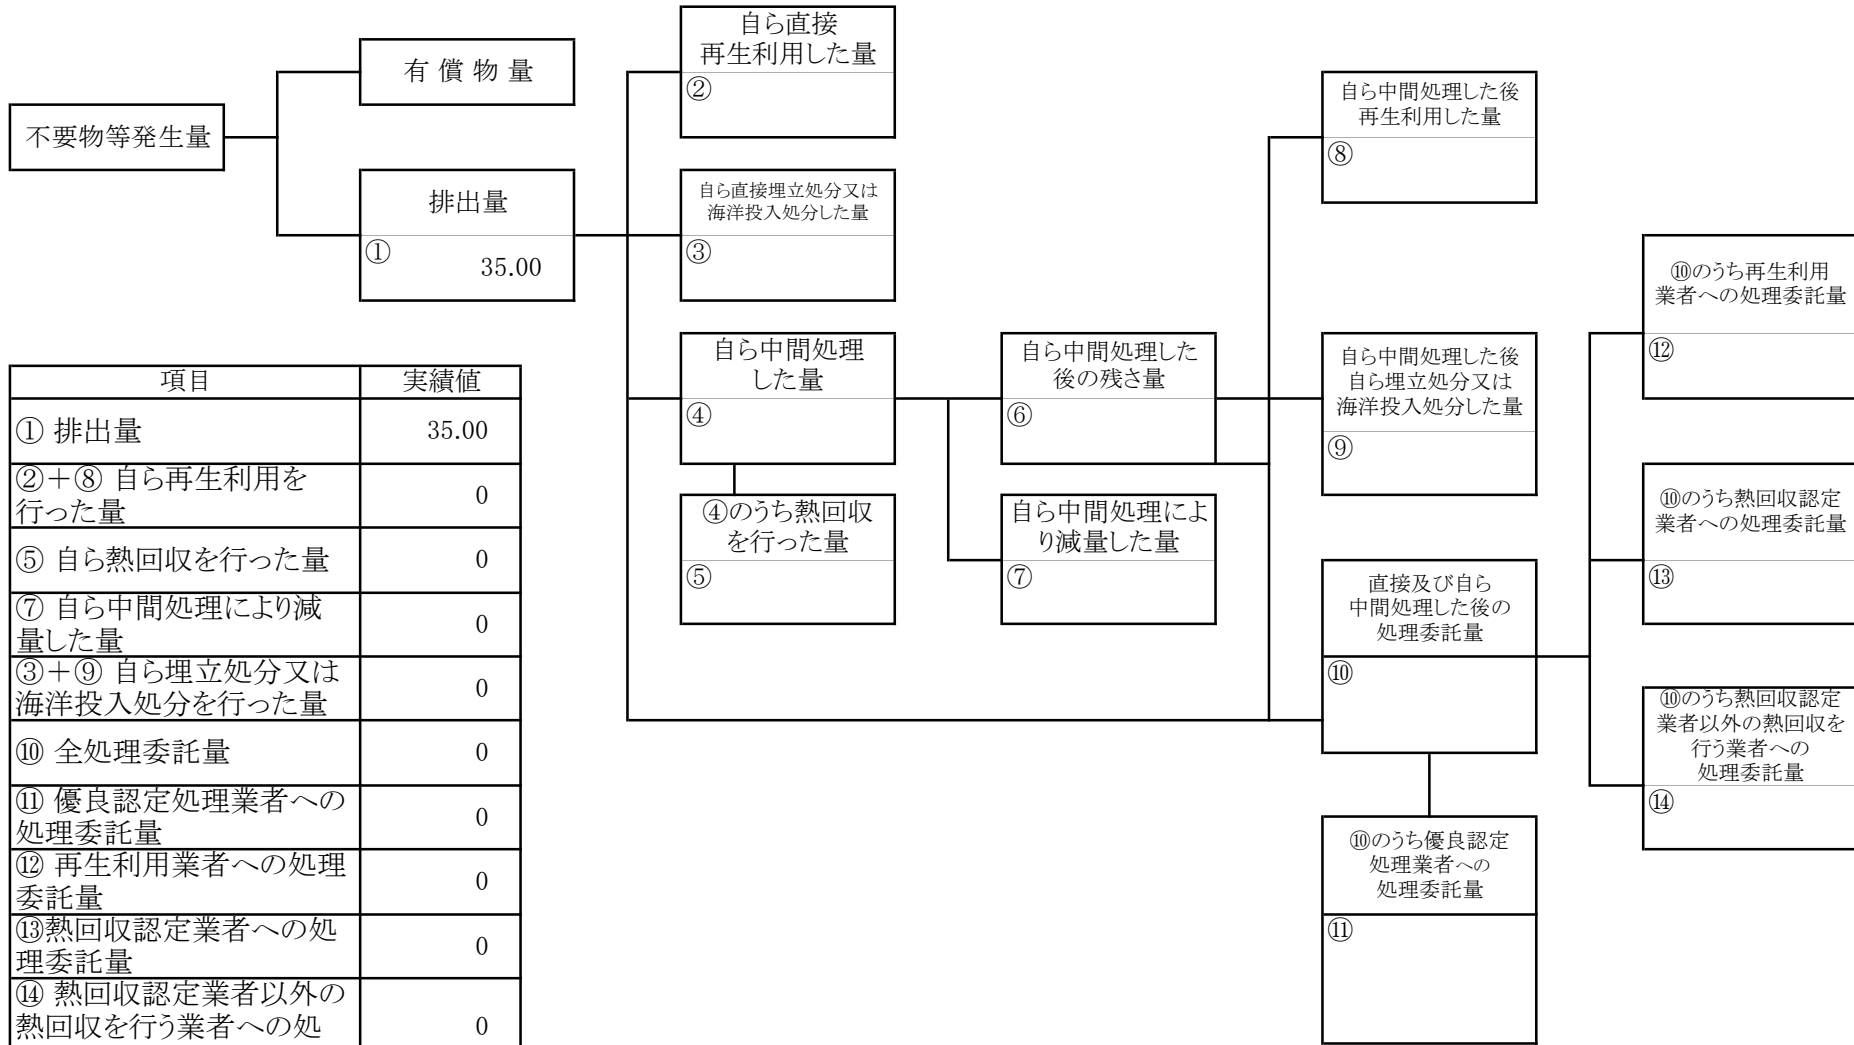 不要物等発生量
有 償 物 量
排出量
①
35.00
自ら直接
再生利用した量
②
自ら直接埋立処分又は
海洋投入処分した量
③
自ら中間処理
した量
④
④のうち熱回収
を行った量
⑤
自ら中間処理した
後の残さ量
⑥
自ら中間処理によ
り減量した量
⑦
自ら中間処理した後
再生利用した量
⑧
自ら中間処理した後
自ら埋立処分又は
海洋投入処分した量
⑨
直接及び自ら
中間処理した後の
処理委託量
⑩
⑩のうち優良認定
処理業者への
処理委託量
⑪
⑩のうち再生利用
業者への処理委託量
⑫
⑩のうち熱回収認定
業者への処理委託量
⑬
⑩のうち熱回収認定
業者以外の熱回収を
行う業者への
処理委託量
⑭
項目 実績値
① 排出量 35.00
②＋⑧ 自ら再生利用を
行った量 0
⑤ 自ら熱回収を行った量 0
⑦ 自ら中間処理により減
量した量 0
③＋⑨ 自ら埋立処分又は
海洋投入処分を行った量 0
⑩ 全処理委託量 0
⑪ 優良認定処理業者への
処理委託量 0
⑫ 再生利用業者への処理
委託量 0
⑬熱回収認定業者への処
理委託量 0
⑭ 熱回収認定業者以外の
熱回収を行う業者への処 0